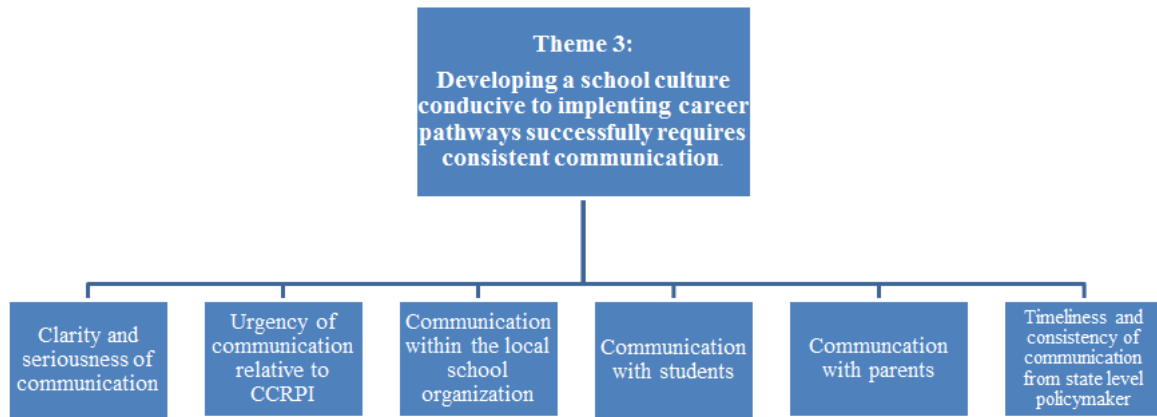 Theme 3:
Developing a school culture
conducive to implenting career
pathways successfully requires
consistent communication.
Clarity and
seriousness of
communication
Urgency of
communication
relative to
CCRPI
Communication
within the local
school
organization
Communication
with students
Communcation
with parents
Timeliness and
consistency of
communication
from state level
policymaker